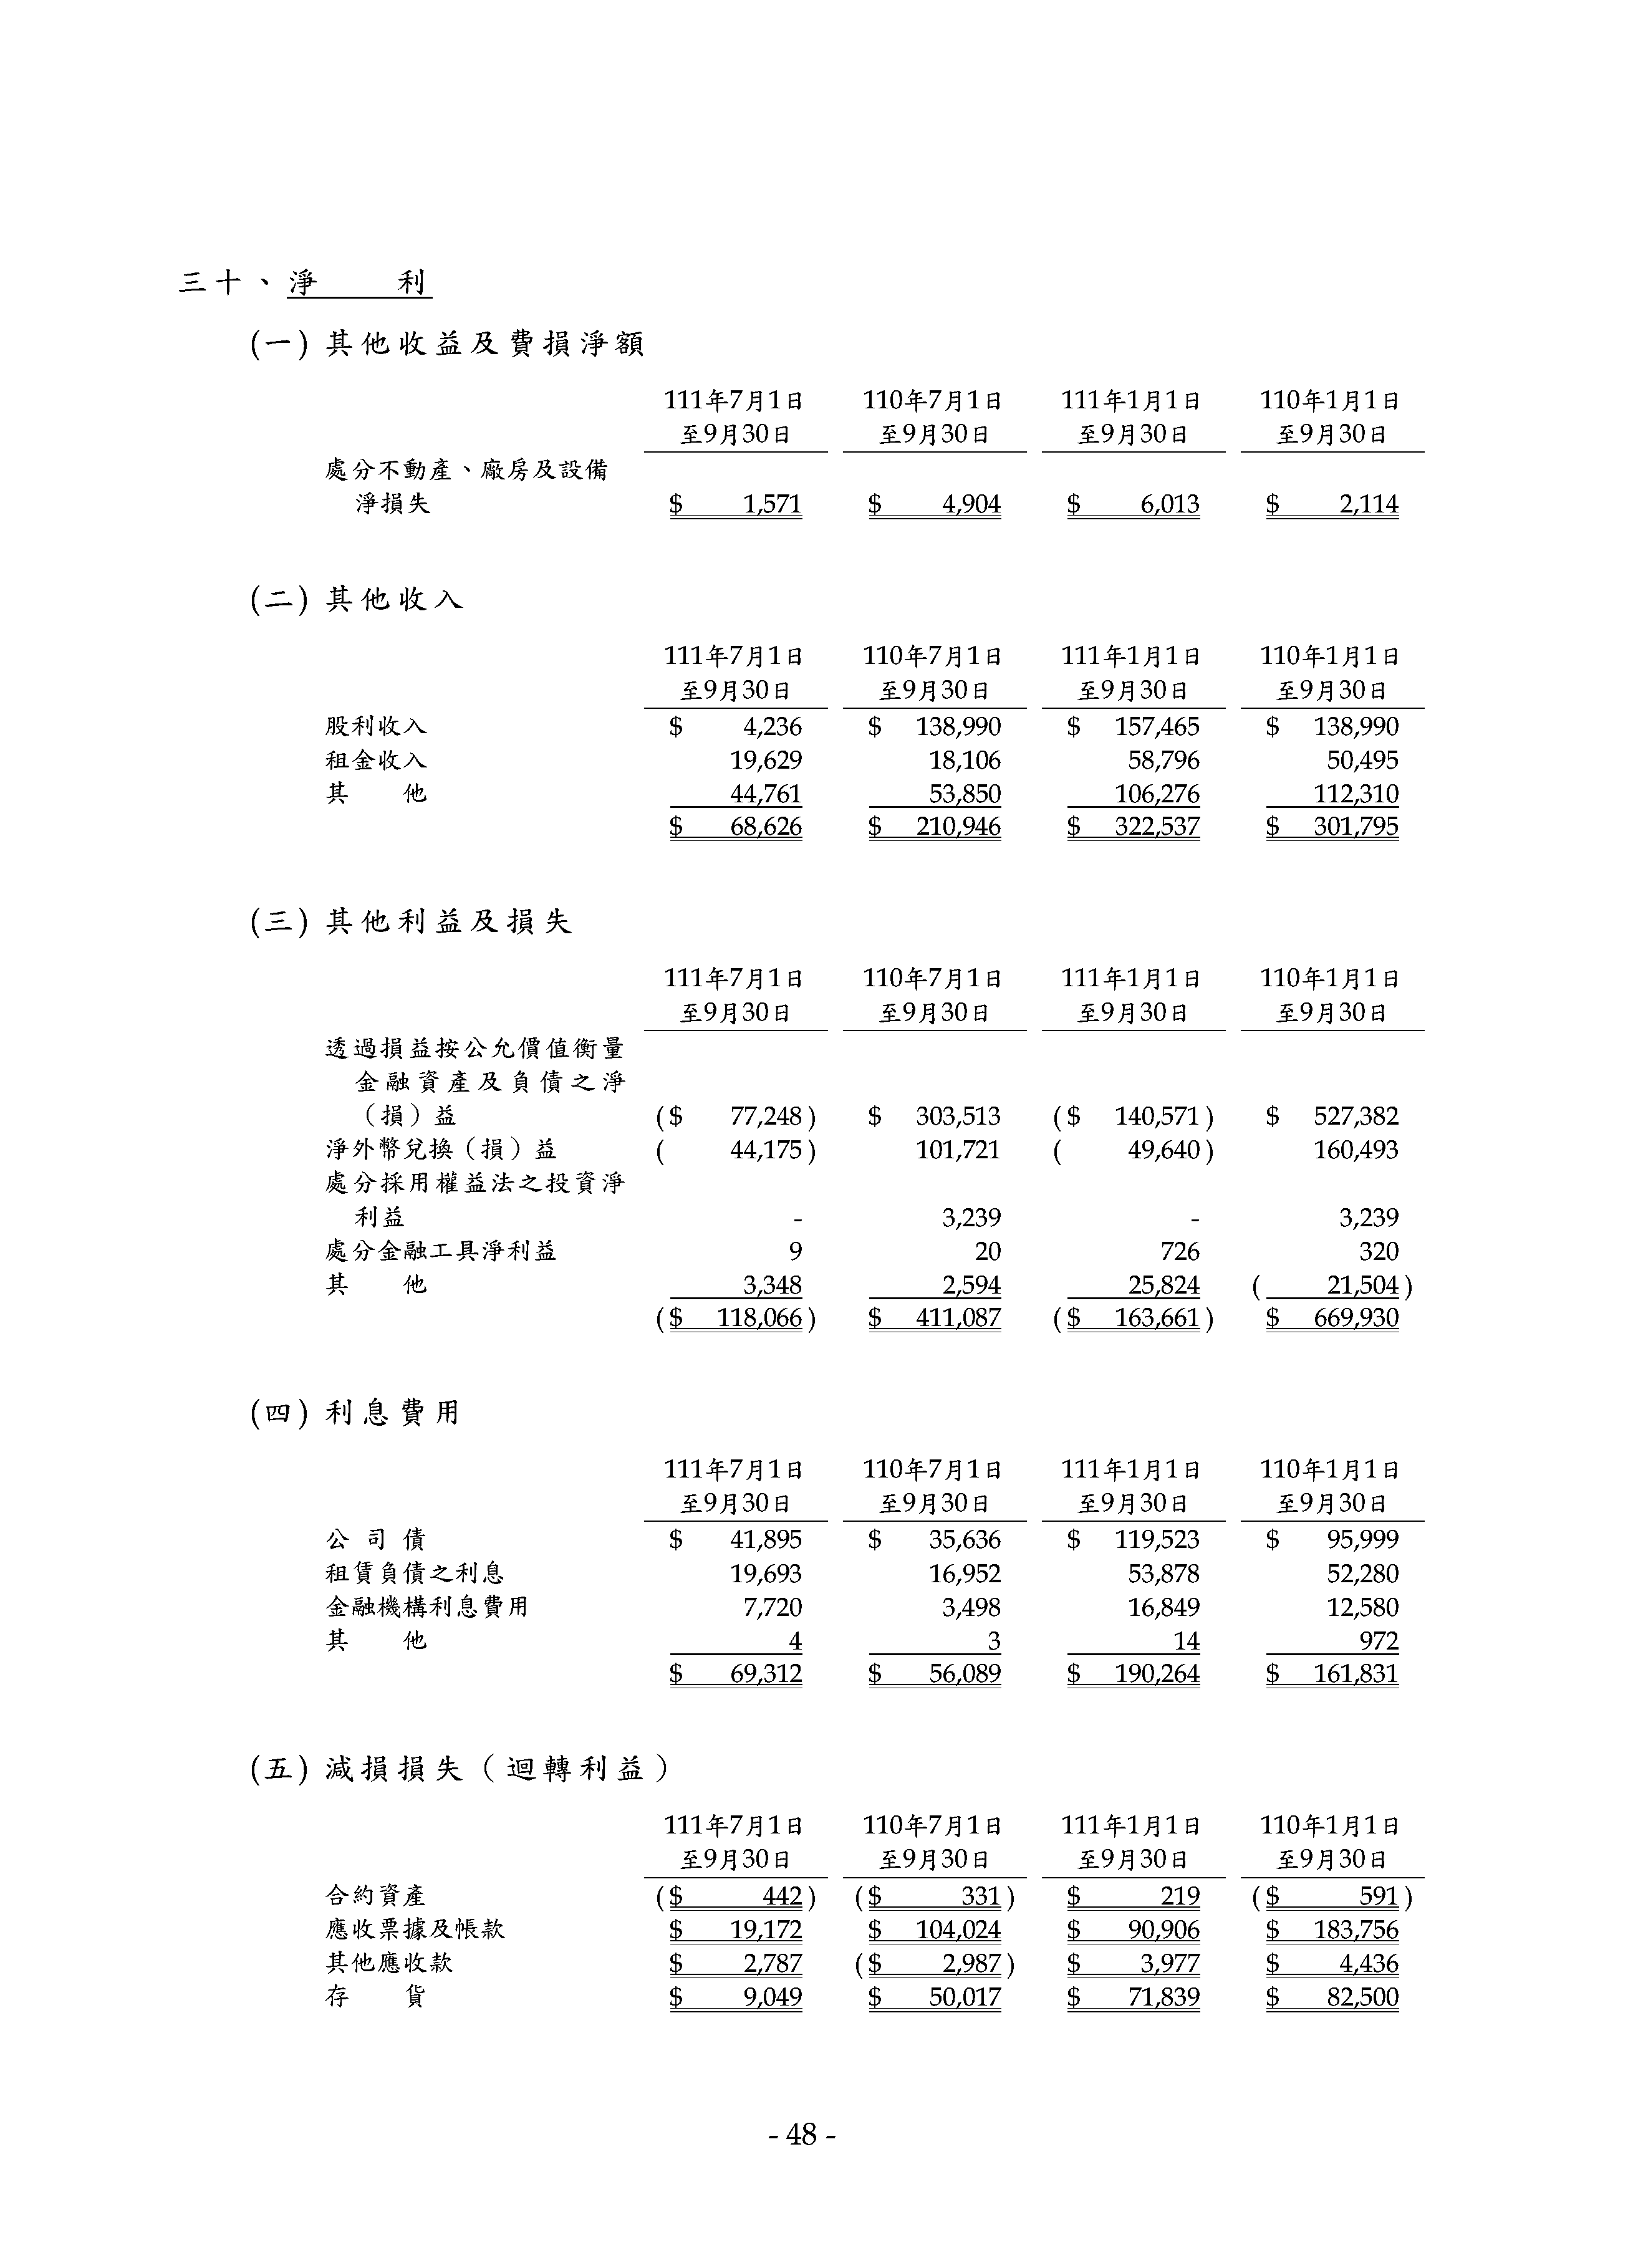 三十、淨　　利
(一) 其他收益及費損淨額
111年7月1日 110年7月1日 111年1月1日 110年1月1日
至9月30日 至9月30日 至9月30日 至9月30日
處分不動產、廠房及設備
淨損失 $ 1,571 $ 4,904 $ 6,013 $ 2,114
(二) 其他收入
111年7月1日 110年7月1日 111年1月1日 110年1月1日
至9月30日 至9月30日 至9月30日 至9月30日
股利收入 $ 4,236 $ 138,990 $ 157,465 $ 138,990
租金收入 19,629 18,106 58,796 50,495
其　　他 44,761 53,850 106,276 112,310
$ 68,626 $ 210,946 $ 322,537 $ 301,795
(三) 其他利益及損失
111年7月1日 110年7月1日 111年1月1日 110年1月1日
至9月30日 至9月30日 至9月30日 至9月30日
透過損益按公允價值衡量
金融資產及負債之淨
（損）益 ($ 77,248) $ 303,513 ($ 140,571) $ 527,382
淨外幣兌換（損）益 ( 44,175) 101,721 ( 49,640) 160,493
處分採用權益法之投資淨
利益 - 3,239 - 3,239
處分金融工具淨利益 9 20 726 320
其　　他 3,348 2,594 25,824 ( 21,504)
($ 118,066) $ 411,087 ($ 163,661) $ 669,930
(四) 利息費用
111年7月1日 110年7月1日 111年1月1日 110年1月1日
至9月30日 至9月30日 至9月30日 至9月30日
公 司 債 $ 41,895 $ 35,636 $ 119,523 $ 95,999
租賃負債之利息 19,693 16,952 53,878 52,280
金融機構利息費用 7,720 3,498 16,849 12,580
其　　他 4 3 14 972
$ 69,312 $ 56,089 $ 190,264 $ 161,831
(五) 減損損失（迴轉利益）
111年7月1日 110年7月1日 111年1月1日 110年1月1日
至9月30日 至9月30日 至9月30日 至9月30日
合約資產 ($ 442) ($ 331) $ 219 ($ 591)
應收票據及帳款 $ 19,172 $ 104,024 $ 90,906 $ 183,756
其他應收款 $ 2,787 ($ 2,987) $ 3,977 $ 4,436
存　　貨 $ 9,049 $ 50,017 $ 71,839 $ 82,500
- 48 -